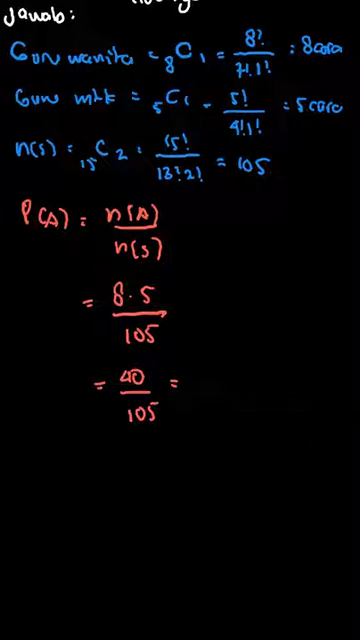 Jawab:
Guru wanita = ₈C₁ = 8!/7!·1! = 8 cara
Guru mtk = ₅C₁ = 5!/4!1! = 5 cara
n(S) = ₁₅C₂ = 15!/13!2! = 105
P(A) = n(A)/n(S)
= 8·5/105
= 40/105 =